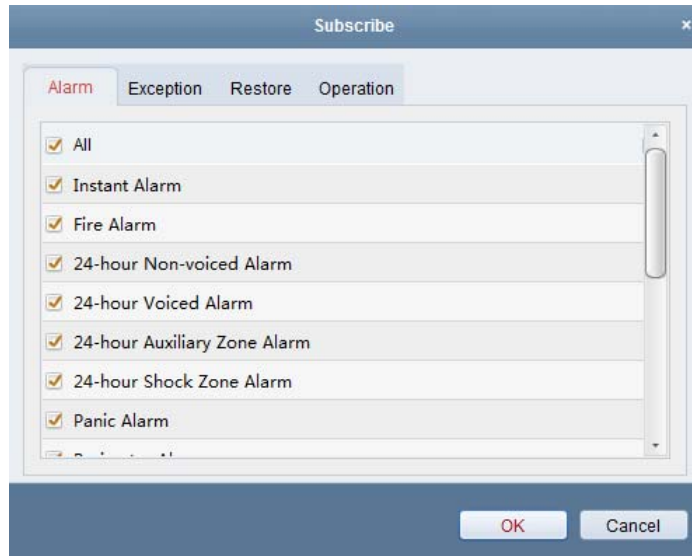 Subscribe
Alarm Exception Restore Operation
All
Instant Alarm
Fire Alarm
24-hour Non-voiced Alarm
24-hour Voiced Alarm
24-hour Auxiliary Zone Alarm
24-hour Shock Zone Alarm
Panic Alarm
OK Cancel